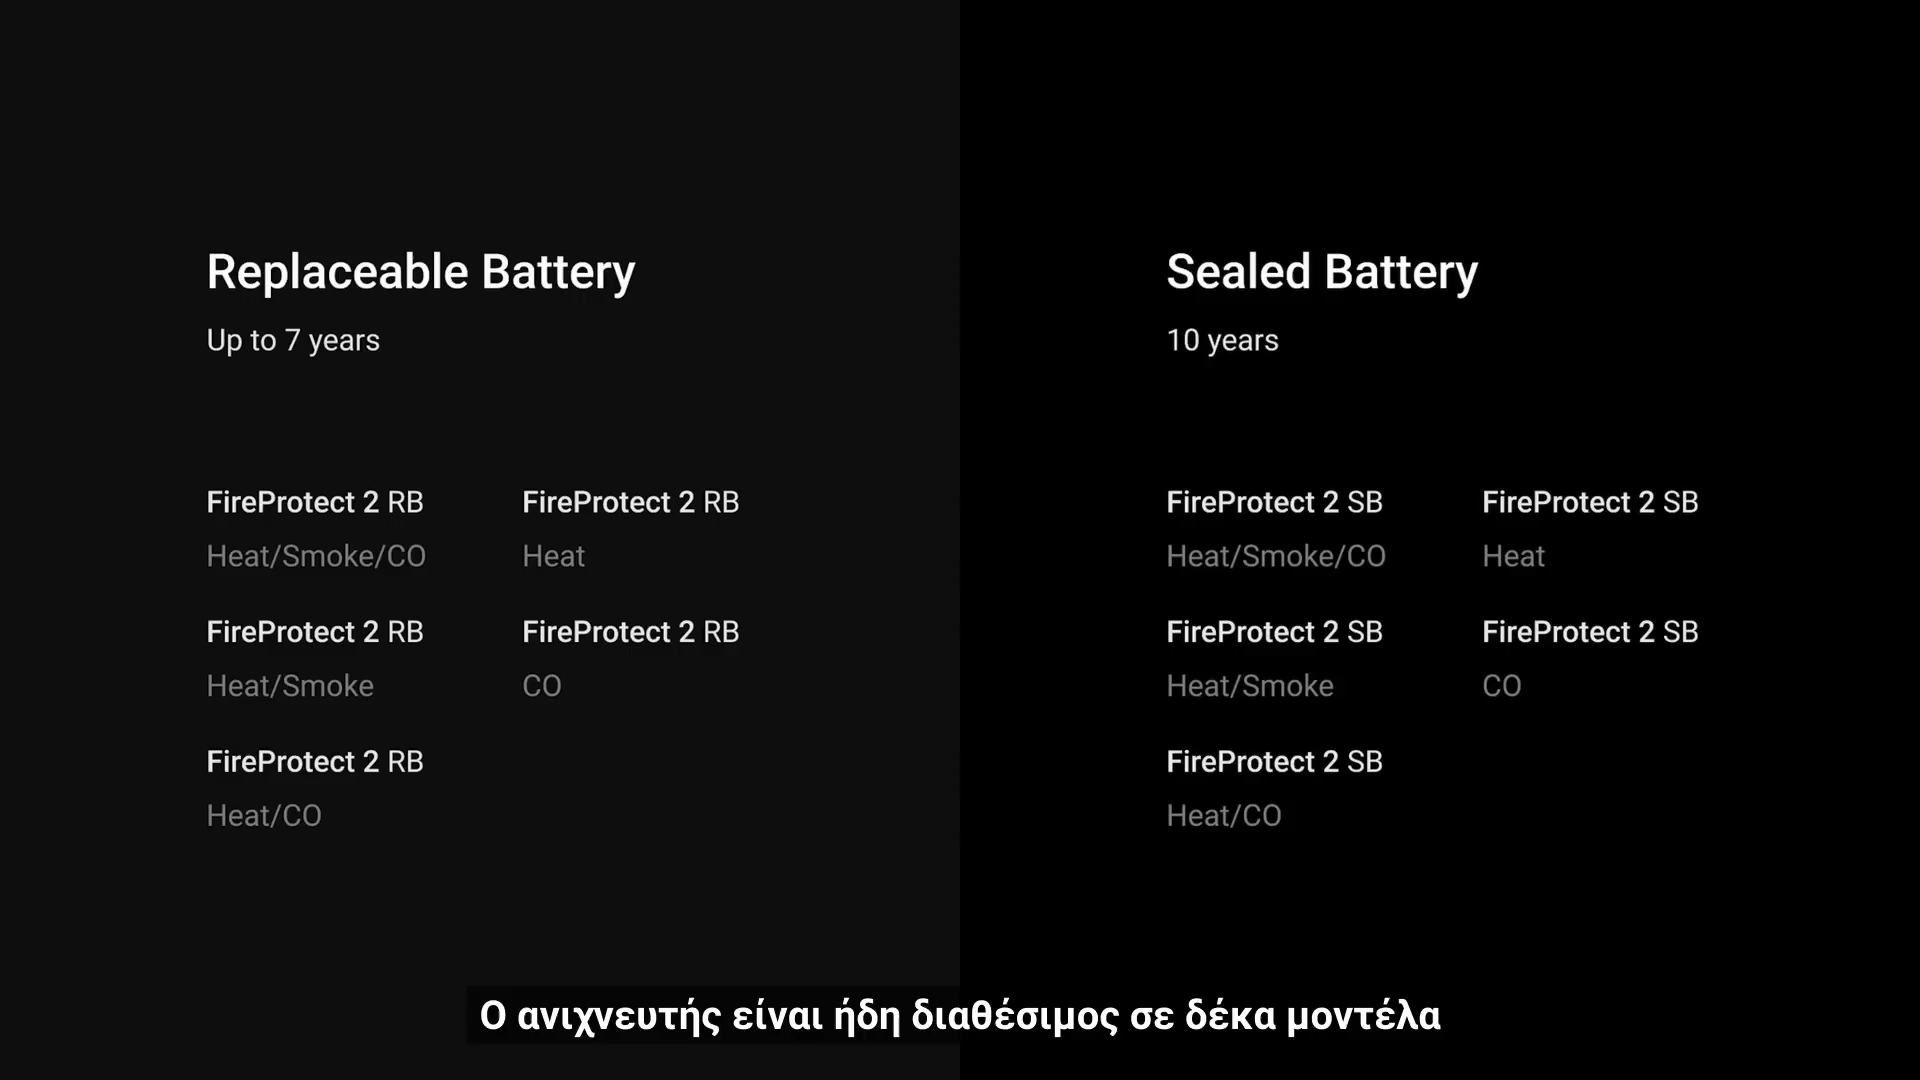 Replaceable Battery
Up to 7 years
FireProtect 2 RB
Heat/Smoke/CO
FireProtect 2 RB
Heat
FireProtect 2 RB
Heat/Smoke
FireProtect 2 RB
CO
FireProtect 2 RB
Heat/CO
Sealed Battery
10 years
FireProtect 2 SB
Heat/Smoke/CO
FireProtect 2 SB
Heat
FireProtect 2 SB
Heat/Smoke
FireProtect 2 SB
CO
FireProtect 2 SB
Heat/CO
Ο ανιχνευτής είναι ήδη διαθέσιμος σε δέκα μοντέλα